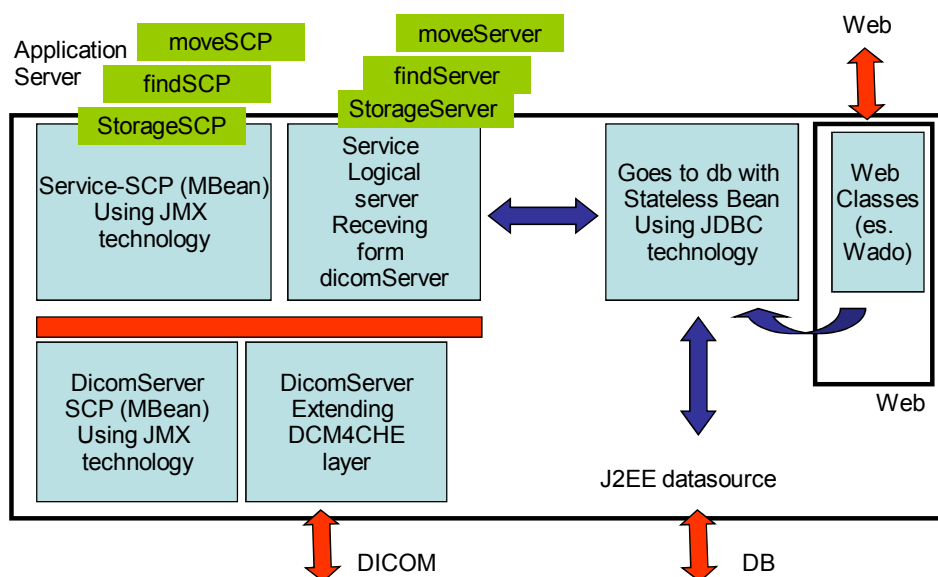 Application
Server
moveSCP
findSCP
StorageSCP
moveServer
findServer
StorageServer
Web
Service-SCP (MBean)
Using JMX
technology
Service
Logical
server
Receving
form
dicomServer
Goes to db with
Stateless Bean
Using JDBC
technology
Web
Classes
(es.
Wado)
Web
DicomServer
SCP (MBean)
Using JMX
technology
DicomServer
Extending
DCM4CHE
layer
J2EE datasource
DICOM
DB